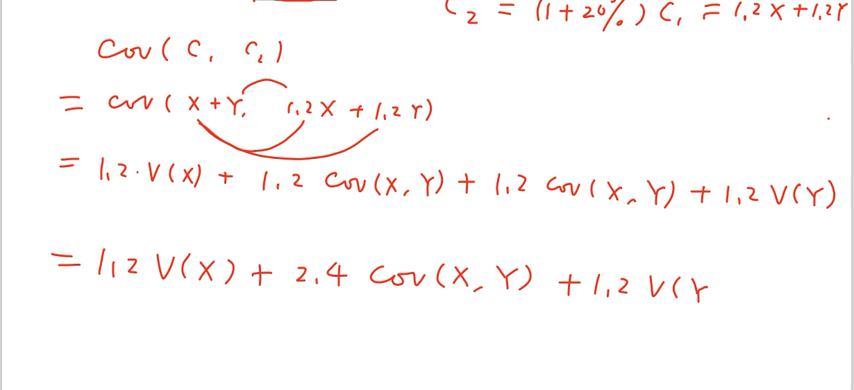 C₂ = (1+20%) C₁ = 1.2X+1.2Y
Cov(C₁ C₂)
= cov(X+Y, 1.2X + 1.2Y)
= 1.2·V(X) + 1.2 Cov(X,Y) + 1.2 Cov(X,Y) + 1.2 V(Y)
= 1.2 V(X) + 2.4 Cov(X,Y) + 1.2 V(Y